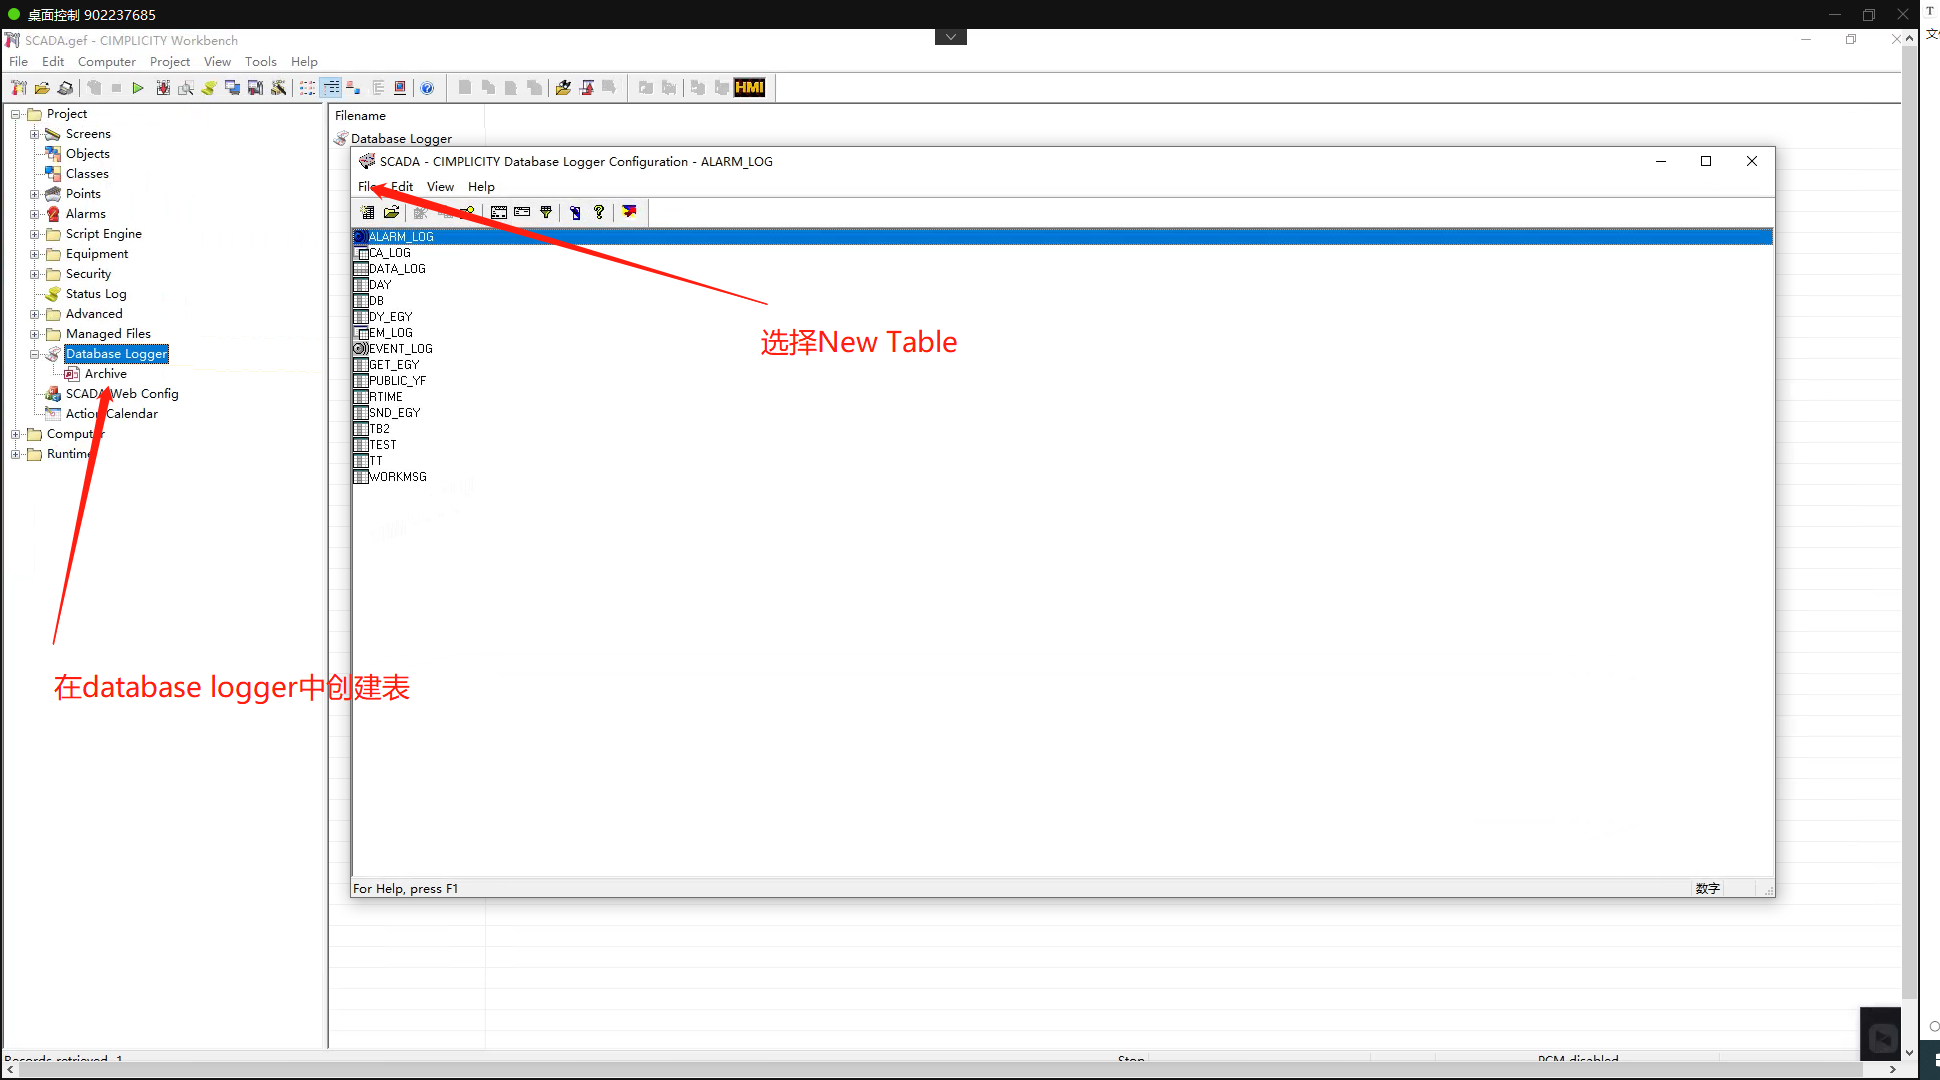 桌面控制 902237685
T
文
SCADA.gef - CIMPLICITY Workbench
File Edit Computer Project View Tools Help
HMI
Project
Screens
Objects
Classes
Points
Alarms
Script Engine
Equipment
Security
Status Log
Advanced
Managed Files
Database Logger
Archive
SCADA Web Config
Action Calendar
Computer
Runtime
Filename
Database Logger
SCADA - CIMPLICITY Database Logger Configuration - ALARM_LOG
File Edit View Help
ALARM_LOG
CA_LOG
DATA_LOG
DAY
DB
DY_EGY
EM_LOG
EVENT_LOG
GET_EGY
PUBLIC_YF
RTIME
SND_EGY
TB2
TEST
TT
WORKMSG
选择New Table
在database logger中创建表
For Help, press F1
数字
Records retrieved 1
Stop
PCM disabled